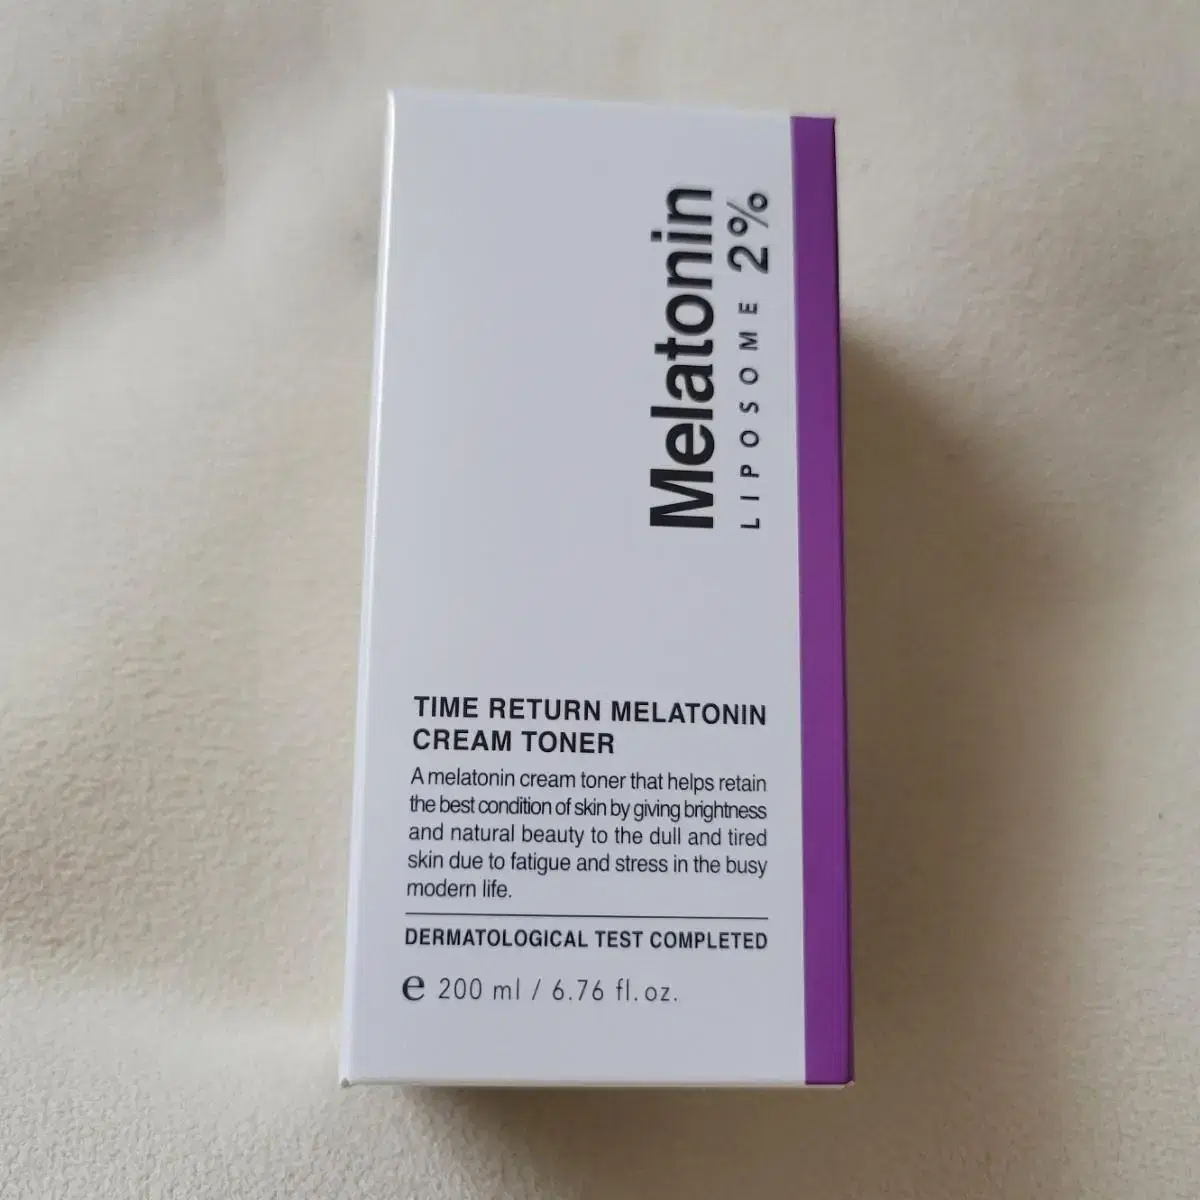 Melatonin
LIPOSOME 2%
TIME RETURN MELATONIN
CREAM TONER
A melatonin cream toner that helps retain
the best condition of skin by giving brightness
and natural beauty to the dull and tired
skin due to fatigue and stress in the busy
modern life.
DERMATOLOGICAL TEST COMPLETED
℮ 200 ml / 6.76 fl. oz.